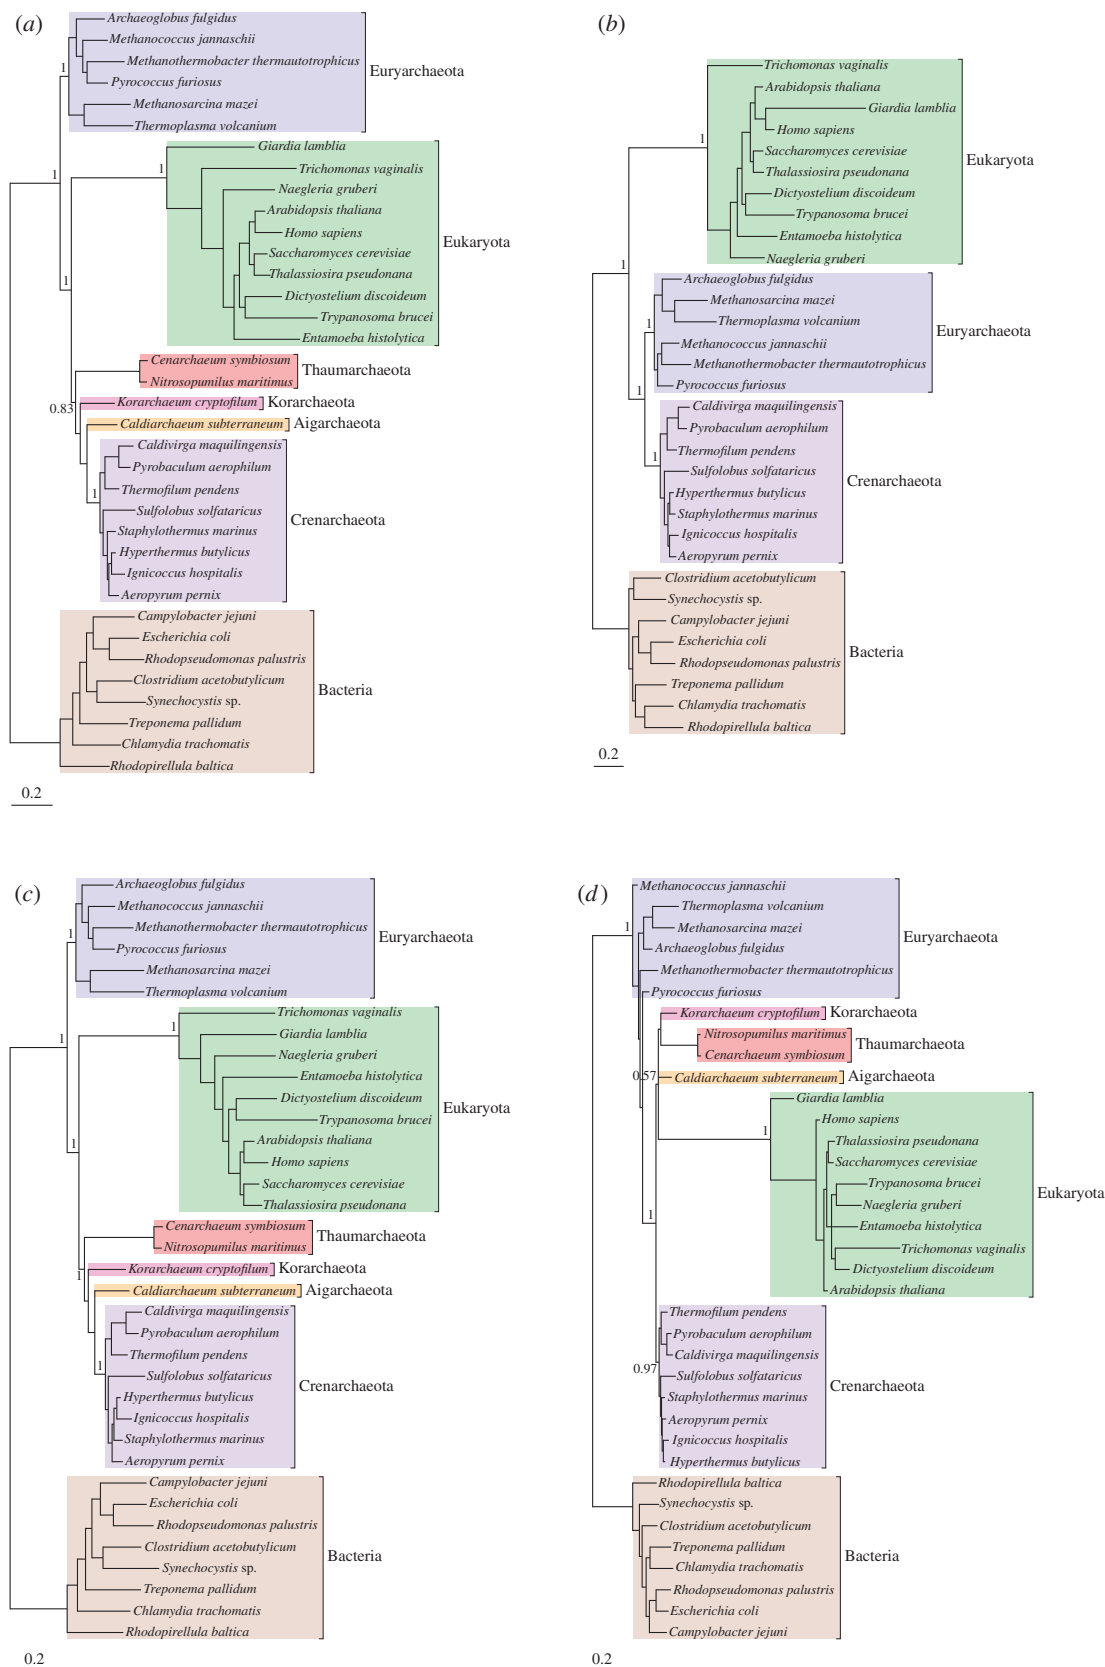 (a)
Archaeoglobus fulgidus
Methanococcus jannaschii
Methanothermobacter thermautotrophicus
Pyrococcus furiosus
Methanosarcina mazei
Thermoplasma volcanium
Euryarchaeota
1
1
1
Giardia lamblia
Trichomonas vaginalis
Naegleria gruberi
Arabidopsis thaliana
Homo sapiens
Saccharomyces cerevisiae
Thalassiosira pseudonana
Dictyostelium discoideum
Trypanosoma brucei
Entamoeba histolytica
Eukaryota
1
Cenarchaeum symbiosum
Nitrosopumilus maritimus
Thaumarchaeota
0.83
Korarchaeum cryptofilum
Korarchaeota
Caldiarchaeum subterraneum
Aigarchaeota
Caldivirga maquilingensis
Pyrobaculum aerophilum
Thermofilum pendens
Sulfolobus solfataricus
Staphylothermus marinus
Hyperthermus butylicus
Ignicoccus hospitalis
Aeropyrum pernix
1
Crenarchaeota
Campylobacter jejuni
Escherichia coli
Rhodopseudomonas palustris
Clostridium acetobutylicum
Synechocystis sp.
Treponema pallidum
Chlamydia trachomatis
Rhodopirellula baltica
Bacteria
0.2
(b)
Trichomonas vaginalis
Arabidopsis thaliana
Giardia lamblia
Homo sapiens
Saccharomyces cerevisiae
Thalassiosira pseudonana
Dictyostelium discoideum
Trypanosoma brucei
Entamoeba histolytica
Naegleria gruberi
1
Eukaryota
1
Archaeoglobus fulgidus
Methanosarcina mazei
Thermoplasma volcanium
Methanococcus jannaschii
Methanothermobacter thermautotrophicus
Pyrococcus furiosus
1
Euryarchaeota
1
Caldivirga maquilingensis
Pyrobaculum aerophilum
Thermofilum pendens
Sulfolobus solfataricus
Hyperthermus butylicus
Staphylothermus marinus
Ignicoccus hospitalis
Aeropyrum pernix
1
Crenarchaeota
Clostridium acetobutylicum
Synechocystis sp.
Campylobacter jejuni
Escherichia coli
Rhodopseudomonas palustris
Treponema pallidum
Chlamydia trachomatis
Rhodopirellula baltica
Bacteria
0.2
(c)
Archaeoglobus fulgidus
Methanococcus jannaschii
Methanothermobacter thermautotrophicus
Pyrococcus furiosus
Methanosarcina mazei
Thermoplasma volcanium
1
Euryarchaeota
1
Trichomonas vaginalis
Giardia lamblia
Naegleria gruberi
Entamoeba histolytica
Dictyostelium discoideum
Trypanosoma brucei
Arabidopsis thaliana
Homo sapiens
Saccharomyces cerevisiae
Thalassiosira pseudonana
1
Eukaryota
1
Cenarchaeum symbiosum
Nitrosopumilus maritimus
Thaumarchaeota
1
Korarchaeum cryptofilum
Korarchaeota
Caldiarchaeum subterraneum
Aigarchaeota
Caldivirga maquilingensis
Pyrobaculum aerophilum
Thermofilum pendens
Sulfolobus solfataricus
Hyperthermus butylicus
Ignicoccus hospitalis
Staphylothermus marinus
Aeropyrum pernix
1
Crenarchaeota
Campylobacter jejuni
Escherichia coli
Rhodopseudomonas palustris
Clostridium acetobutylicum
Synechocystis sp.
Treponema pallidum
Chlamydia trachomatis
Rhodopirellula baltica
Bacteria
0.2
(d)
Methanococcus jannaschii
Thermoplasma volcanium
Methanosarcina mazei
Archaeoglobus fulgidus
Methanothermobacter thermautotrophicus
Pyrococcus furiosus
1
Euryarchaeota
Korarchaeum cryptofilum
Korarchaeota
Nitrosopumilus maritimus
Cenarchaeum symbiosum
Thaumarchaeota
0.57
Caldiarchaeum subterraneum
Aigarchaeota
Giardia lamblia
Homo sapiens
Thalassiosira pseudonana
Saccharomyces cerevisiae
Trypanosoma brucei
Naegleria gruberi
Entamoeba histolytica
Trichomonas vaginalis
Dictyostelium discoideum
Arabidopsis thaliana
1
Eukaryota
1
Thermofilum pendens
Pyrobaculum aerophilum
Caldivirga maquilingensis
Sulfolobus solfataricus
Staphylothermus marinus
Aeropyrum pernix
Ignicoccus hospitalis
Hyperthermus butylicus
0.97
Crenarchaeota
Rhodopirellula baltica
Synechocystis sp.
Clostridium acetobutylicum
Treponema pallidum
Chlamydia trachomatis
Rhodopseudomonas palustris
Escherichia coli
Campylobacter jejuni
Bacteria
0.2